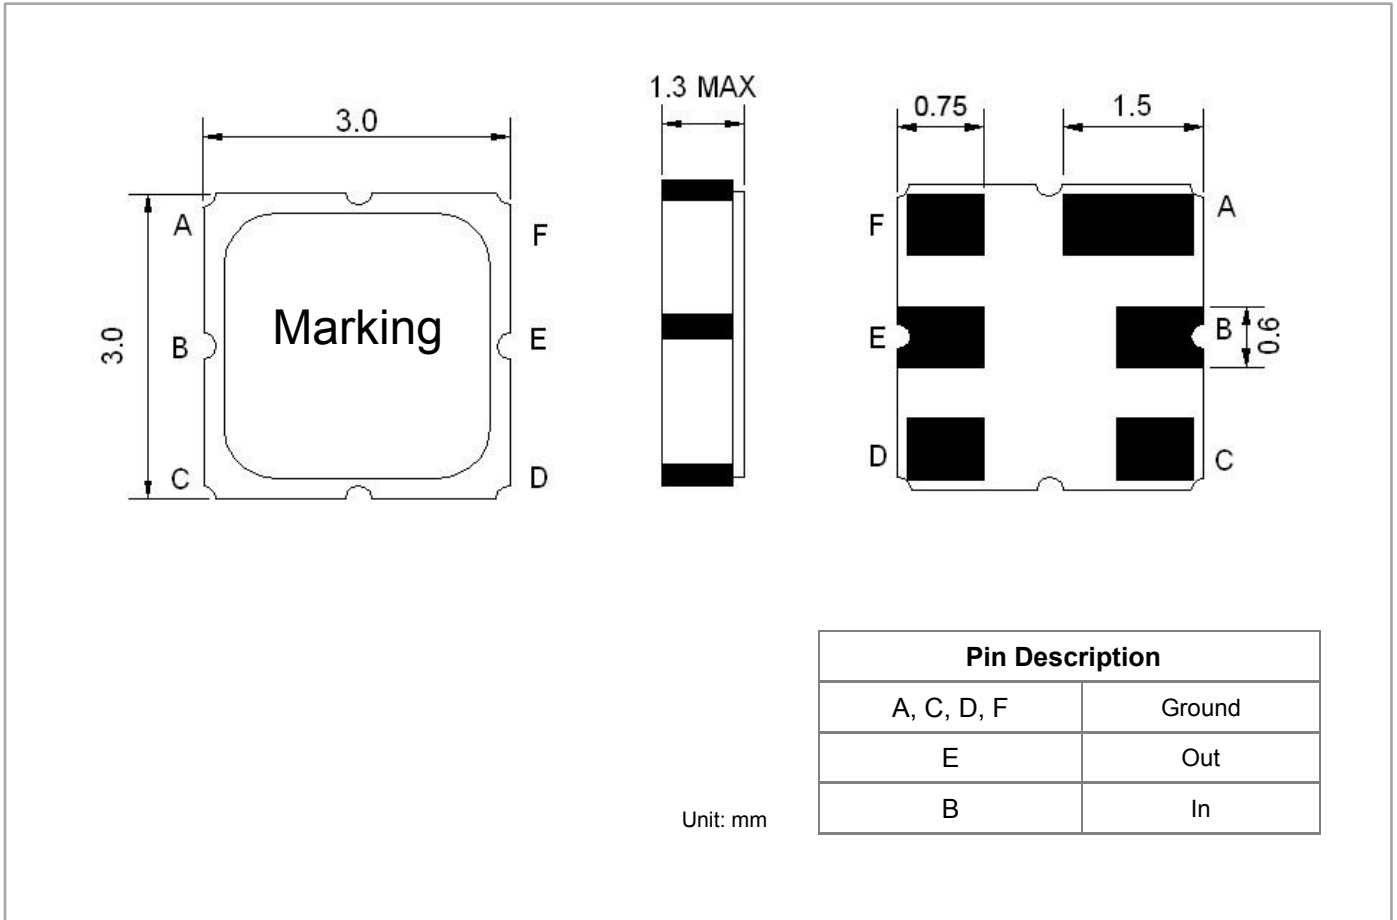 1.3 MAX
3.0
0.75
1.5
A
F
F
A
Marking
3.0
B
E
E
B
0.6
C
D
D
C
Pin Description
A, C, D, F
Ground
E
Out
B
In
Unit: mm